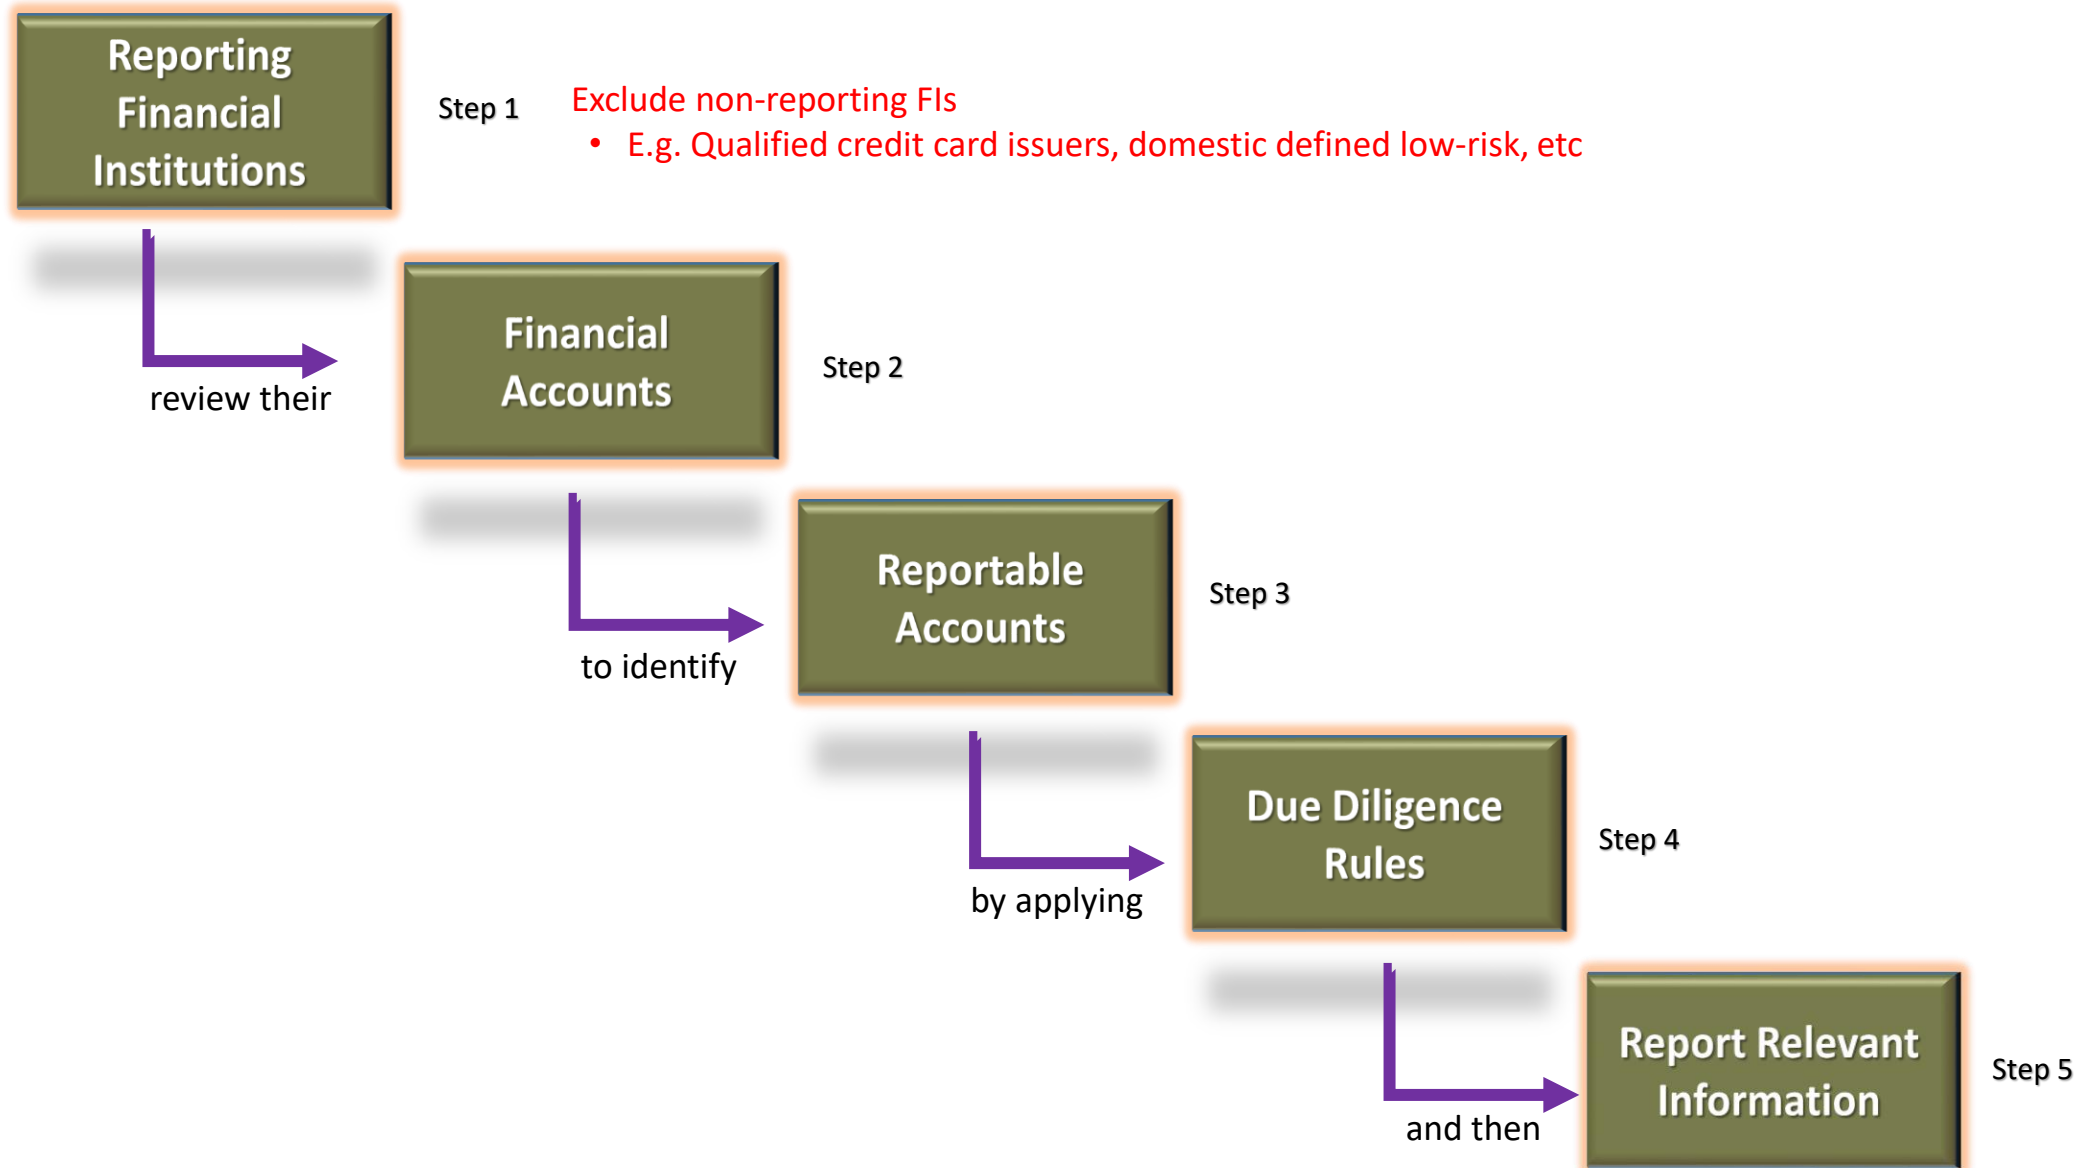 Reporting
Financial
Institutions
Step 1
Exclude non-reporting FIs
• E.g. Qualified credit card issuers, domestic defined low-risk, etc
review their
Financial
Accounts
Step 2
to identify
Reportable
Accounts
Step 3
by applying
Due Diligence
Rules
Step 4
and then
Report Relevant
Information
Step 5